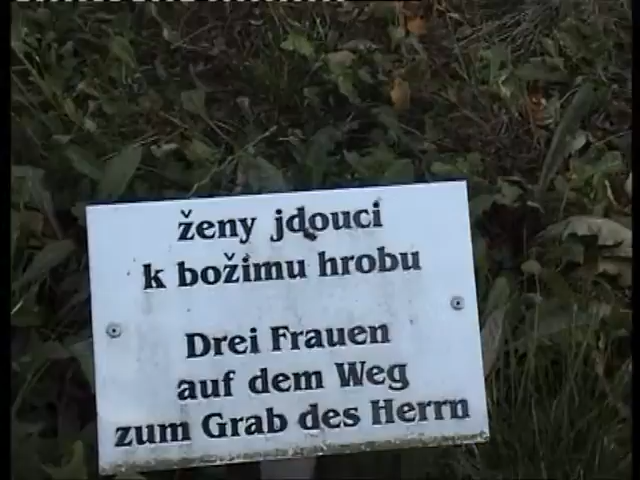 ženy jdouci
k božimu hrobu
Drei Frauen
auf dem Weg
zum Grab des Herrn